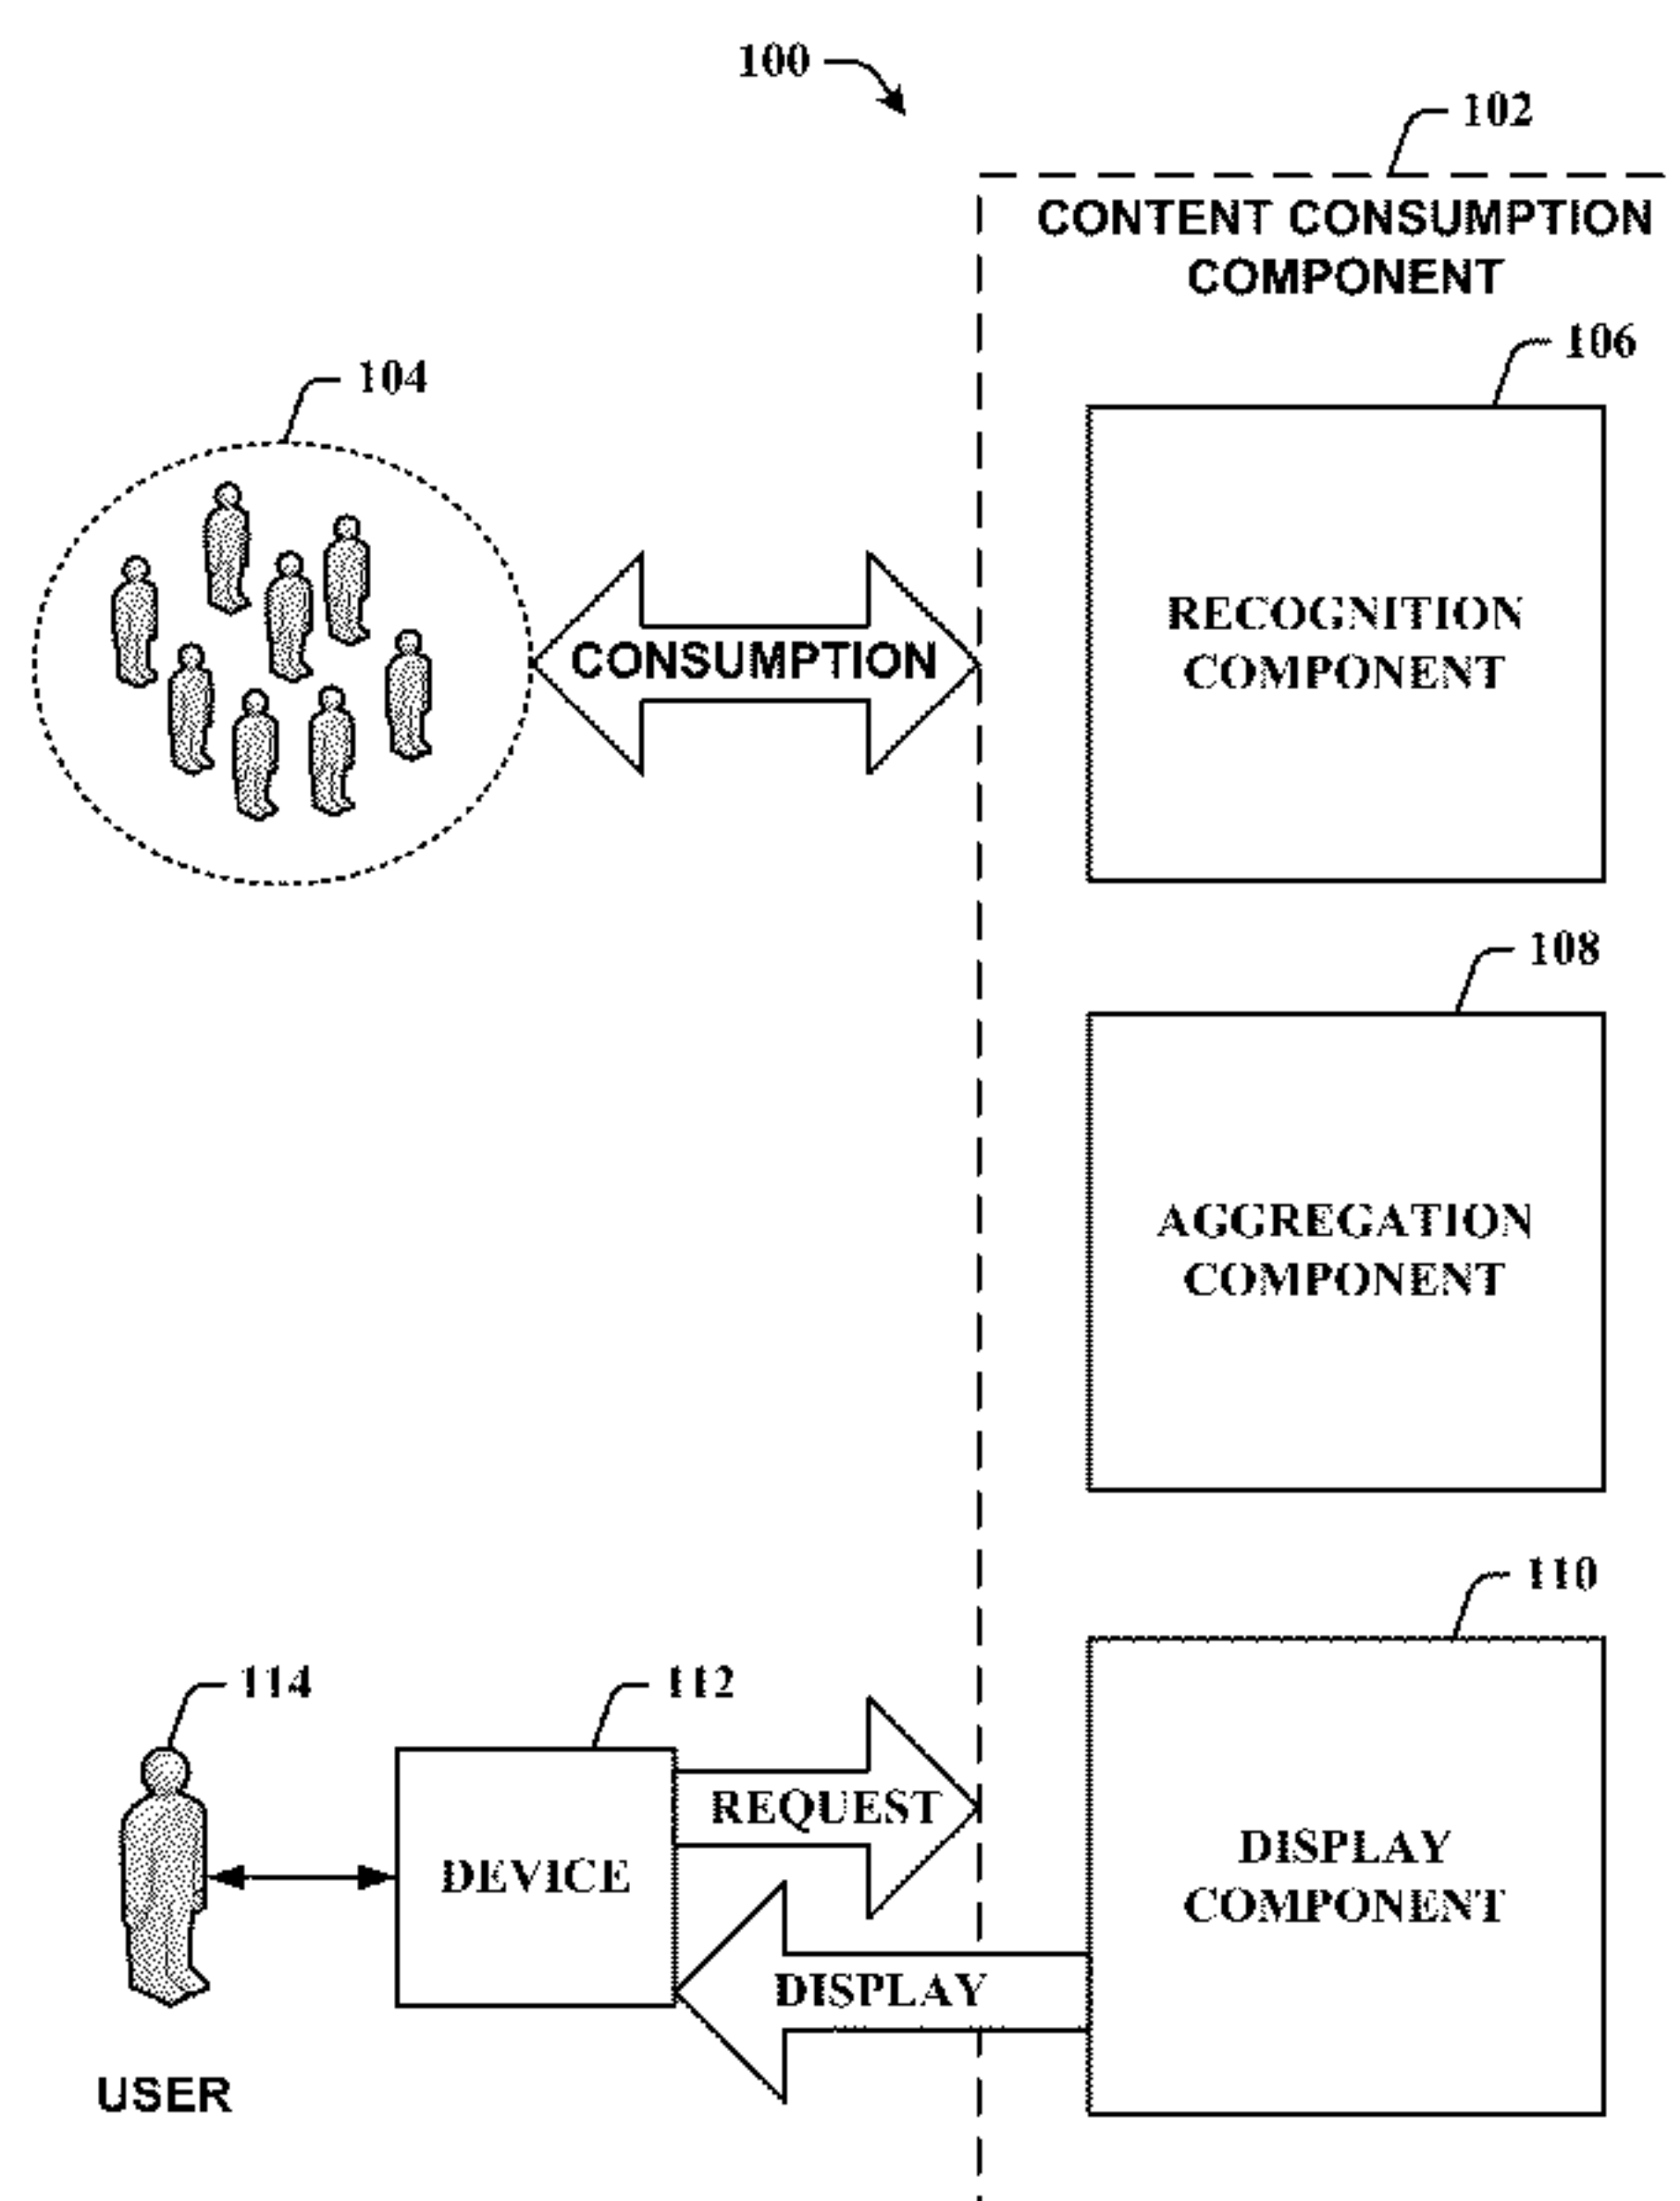 100
102
CONTENT CONSUMPTION
COMPONENT
106
104
RECOGNITION
COMPONENT
CONSUMPTION
108
AGGREGATION
COMPONENT
110
114
112
REQUEST
DEVICE
DISPLAY
COMPONENT
DISPLAY
USER